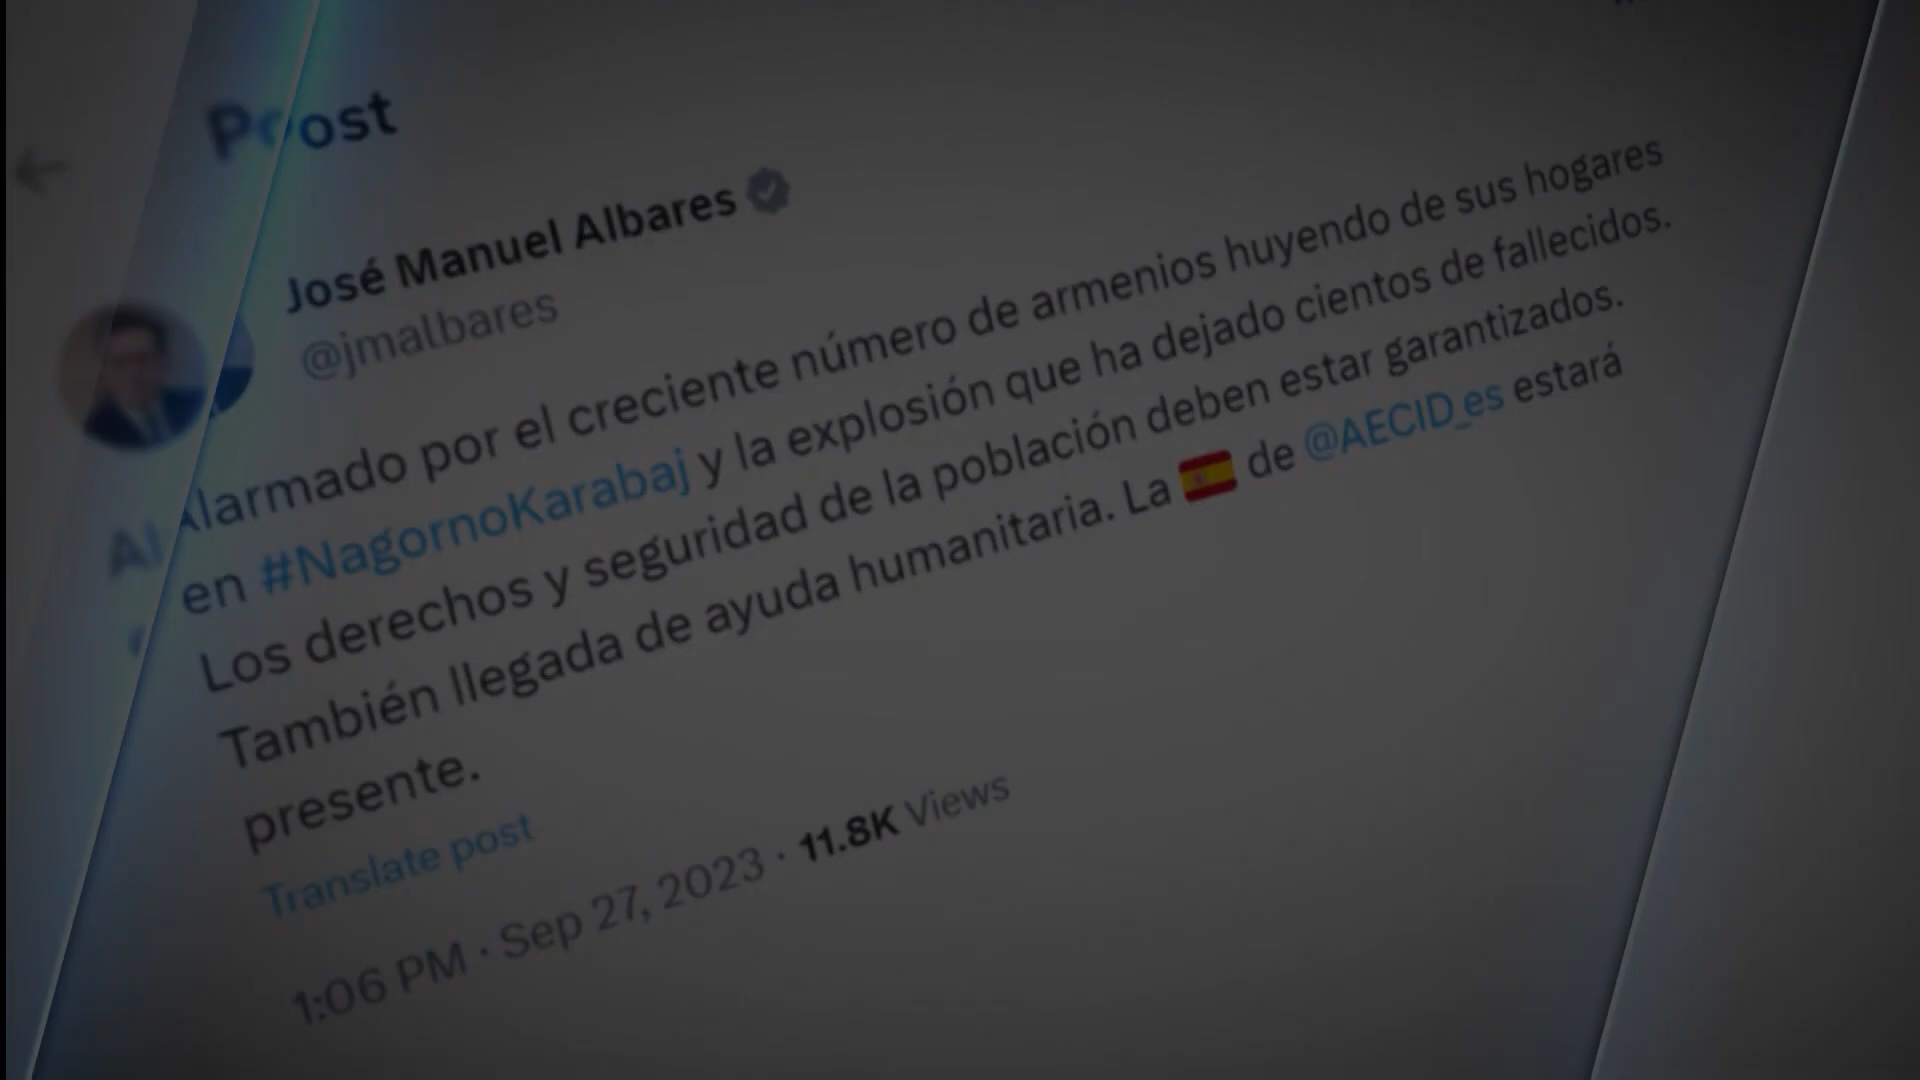 Post
José Manuel Albares
@jmalbares
Alarmado por el creciente número de armenios huyendo de sus hogares
en #NagornoKarabaj y la explosión que ha dejado cientos de fallecidos.
Los derechos y seguridad de la población deben estar garantizados.
También llegada de ayuda humanitaria. La 🇪🇸 de @AECID_es estará
presente.
Translate post
1:06 PM · Sep 27, 2023 · 11.8K Views